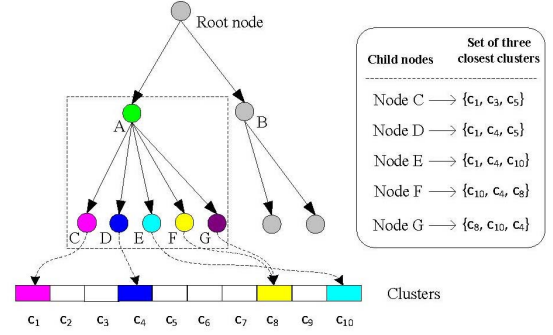 Root node
A
B
C D E F G
Clusters
c1 c2 c3 c4 c5 c6 c7 c8 c9 c10
Child nodes
Set of three
closest clusters
Node C → {c1, c3, c5}
Node D → {c1, c4, c5}
Node E → {c1, c4, c10}
Node F → {c10, c4, c8}
Node G → {c8, c10, c4}